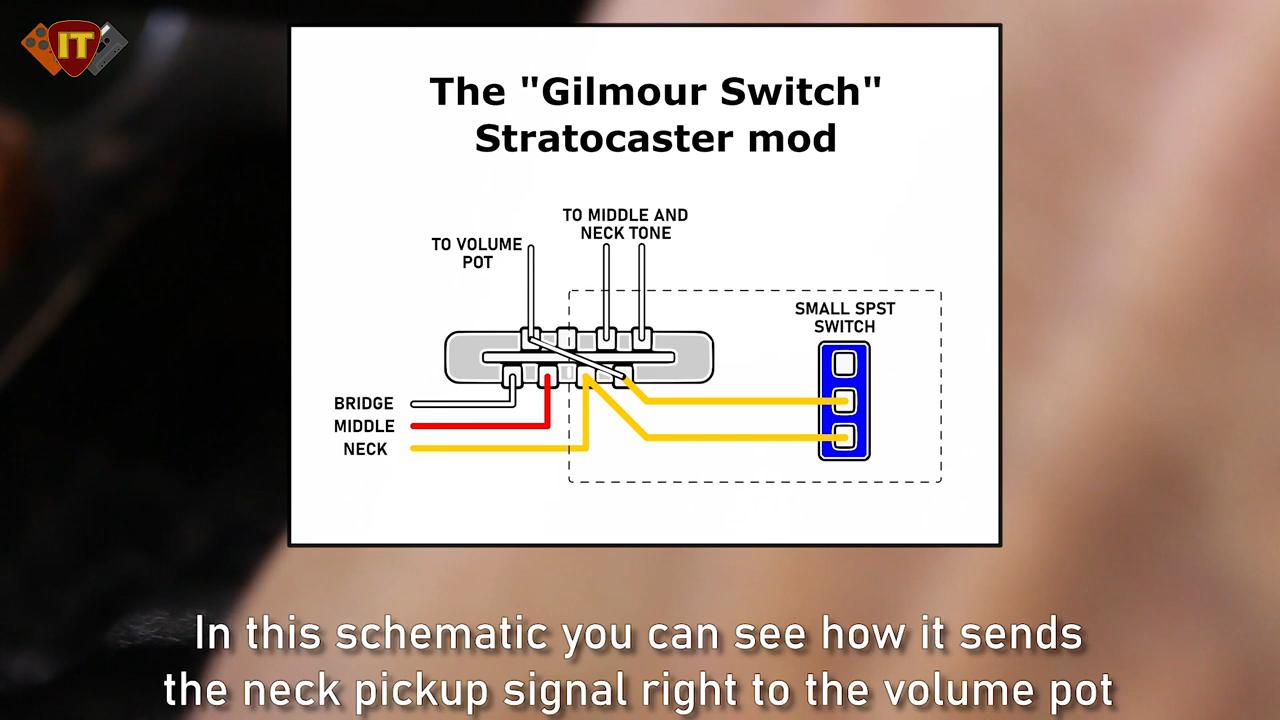 IT
The "Gilmour Switch"
Stratocaster mod
TO MIDDLE AND
NECK TONE
TO VOLUME
POT
SMALL SPST
SWITCH
BRIDGE
MIDDLE
NECK
In this schematic you can see how it sends
the neck pickup signal right to the volume pot